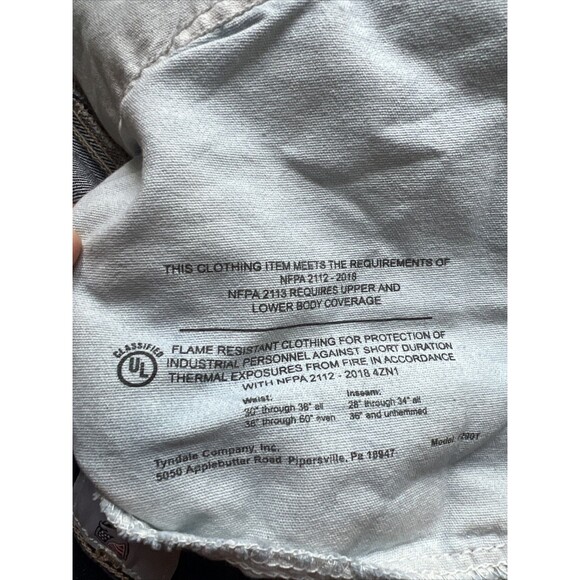 THIS CLOTHING ITEM MEETS THE REQUIREMENTS OF
NFPA 2112 - 2018
NFPA 2113 REQUIRES UPPER AND
LOWER BODY COVERAGE
CLASSIFIED
UL
FLAME RESISTANT CLOTHING FOR PROTECTION OF
INDUSTRIAL PERSONNEL AGAINST SHORT DURATION
THERMAL EXPOSURES FROM FIRE IN ACCORDANCE
WITH NFPA 2112 - 2018 4ZN1
Waist: Inseam:
30" through 36" all 28" through 34" all
38" through 60" even 36" and unhemmed
Tyndale Company, Inc.
5050 Applebutter Road Pipersville, Pa 18947
Model